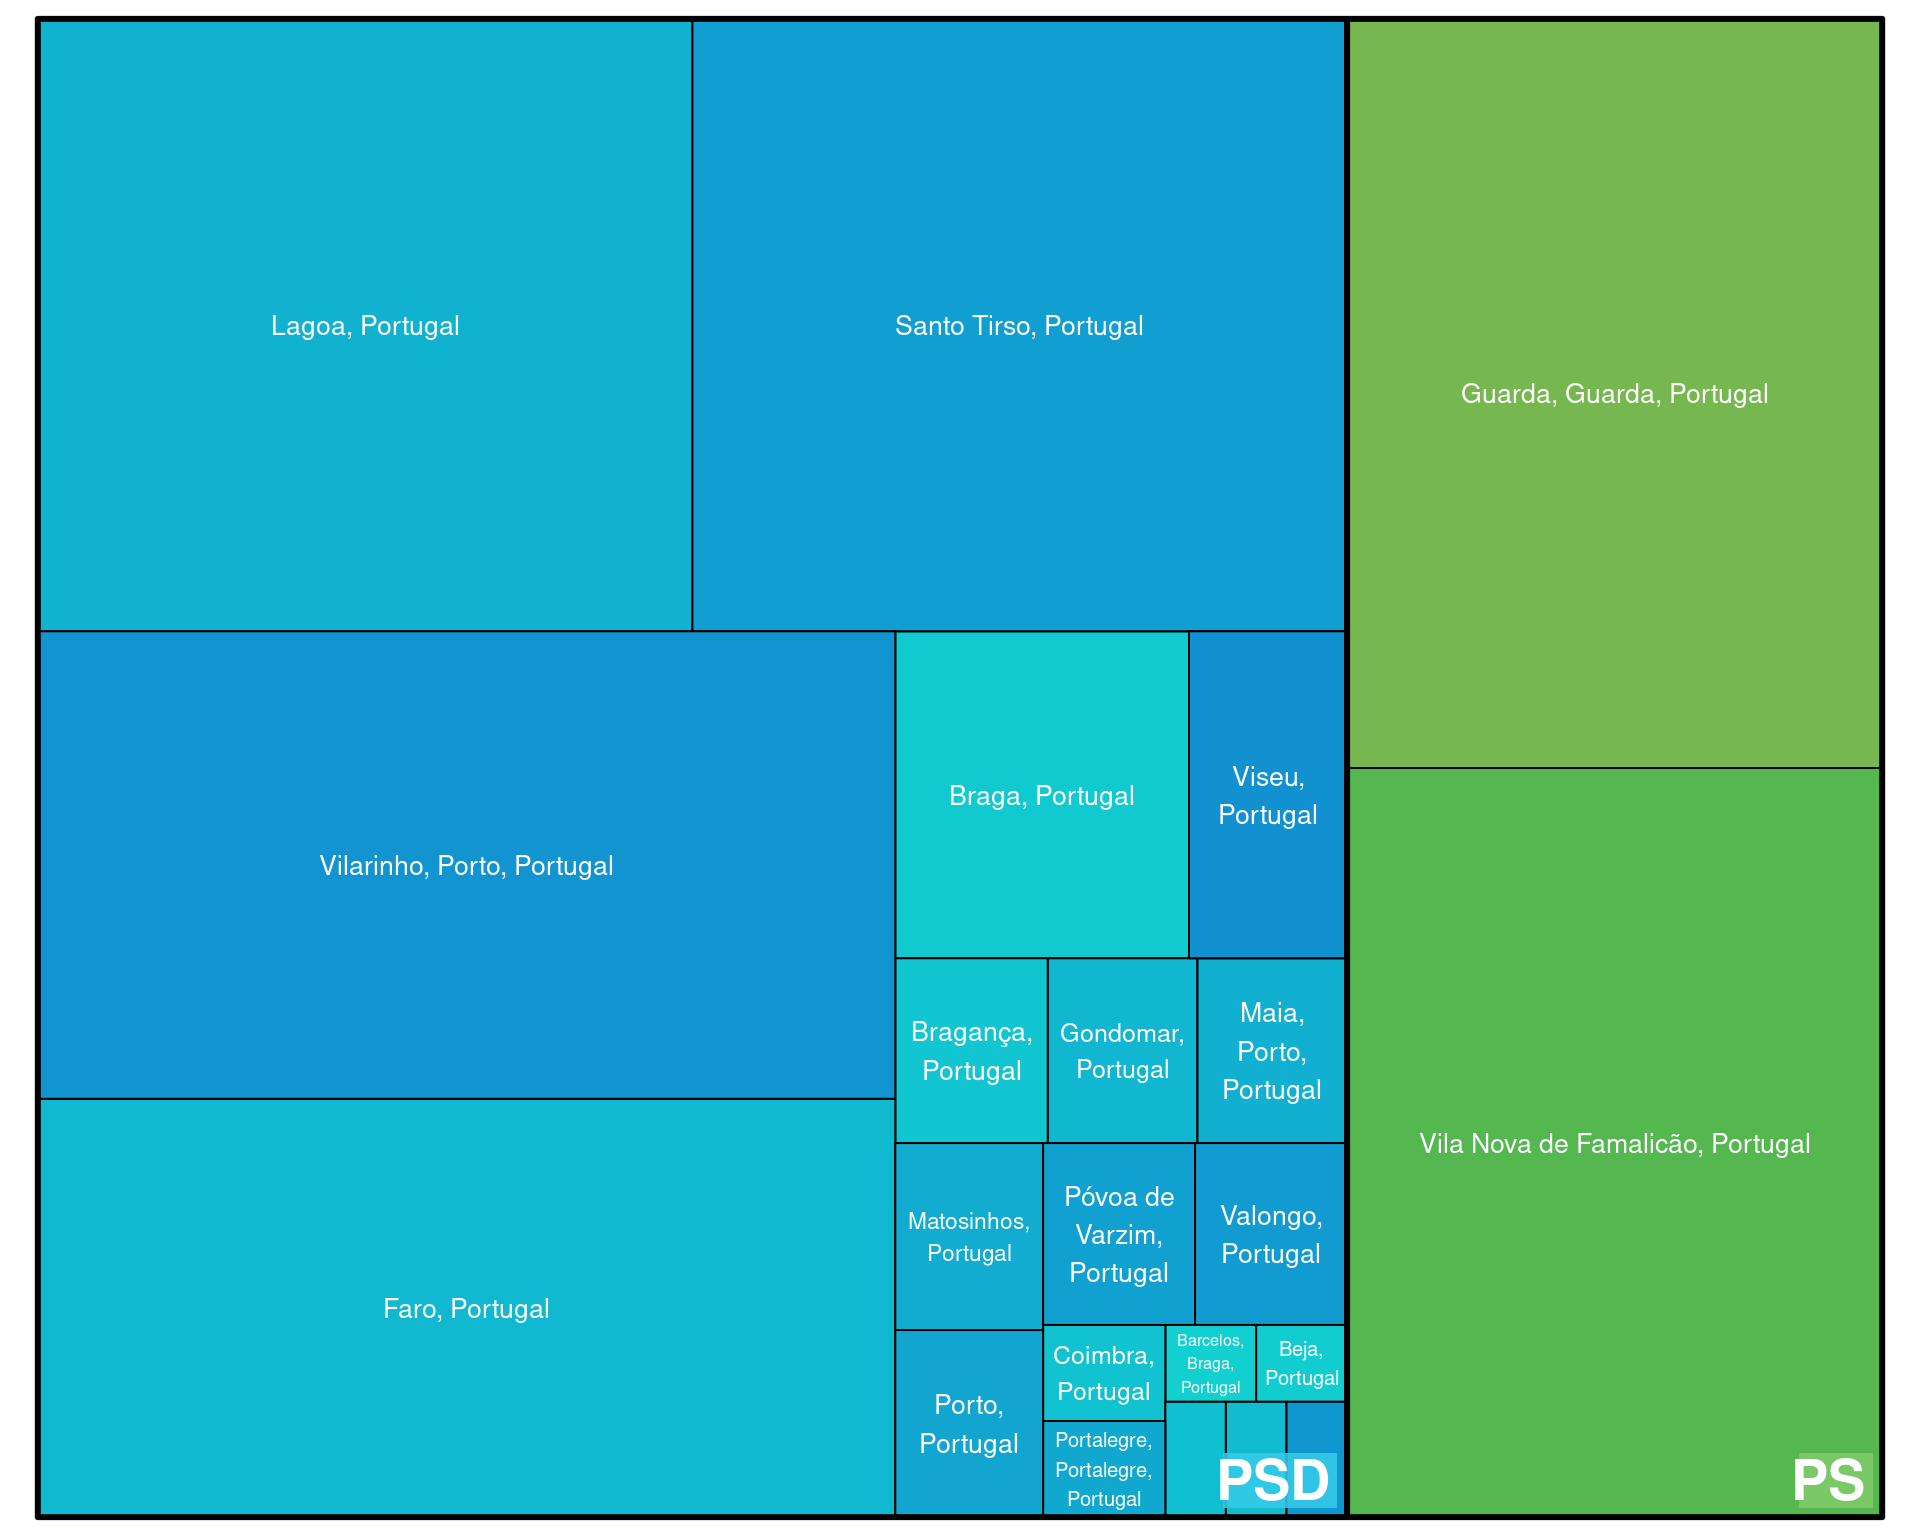 Lagoa, Portugal
Santo Tirso, Portugal
Guarda, Guarda, Portugal
Vilarinho, Porto, Portugal
Braga, Portugal
Viseu,
Portugal
Bragança,
Portugal
Gondomar,
Portugal
Maia,
Porto,
Portugal
Vila Nova de Famalicão, Portugal
Faro, Portugal
Matosinhos,
Portugal
Póvoa de
Varzim,
Portugal
Valongo,
Portugal
Porto,
Portugal
Coimbra,
Portugal
Barcelos,
Braga,
Portugal
Beja,
Portugal
Portalegre,
Portalegre,
Portugal
PSD
PS